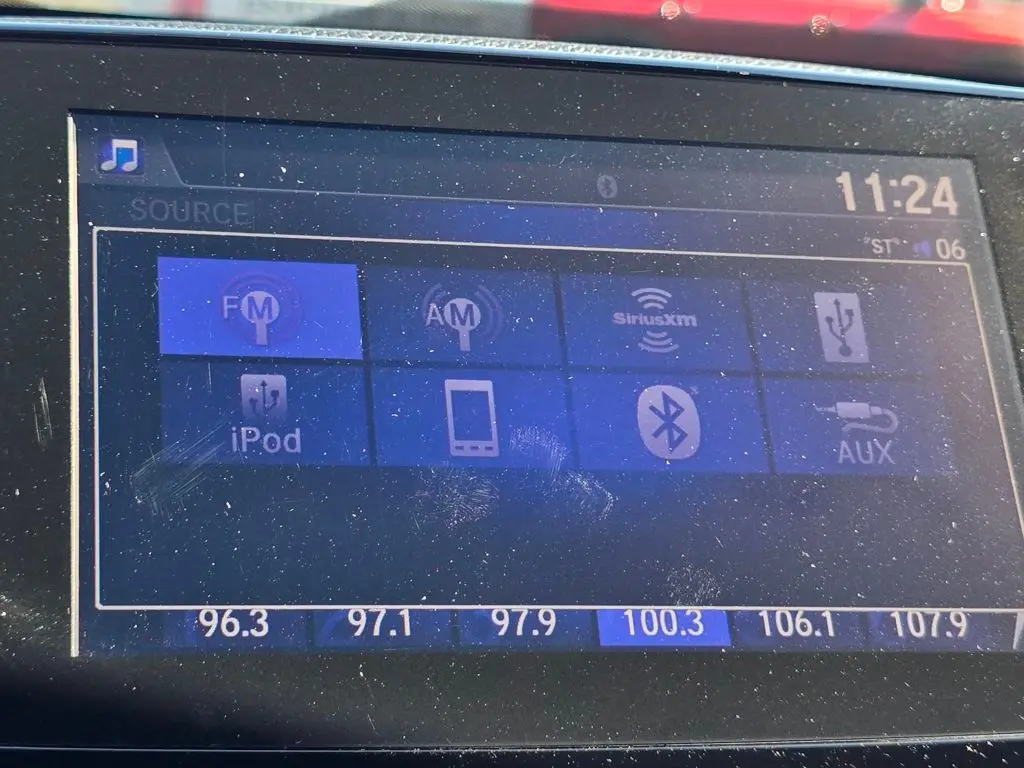 11:24
SOURCE
"ST" 06
FM AM SiriusXm
iPod AUX
96.3 97.1 97.9 100.3 106.1 107.9